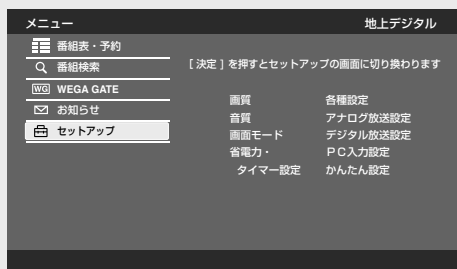 メニュー 地上デジタル
番組表・予約
番組検索
WG WEGA GATE
お知らせ
セットアップ
[ 決定 ] を押すとセットアップの画面に切り換わります
画質 各種設定
音質 アナログ放送設定
画面モード デジタル放送設定
省電力・ ＰＣ入力設定
タイマー設定 かんたん設定